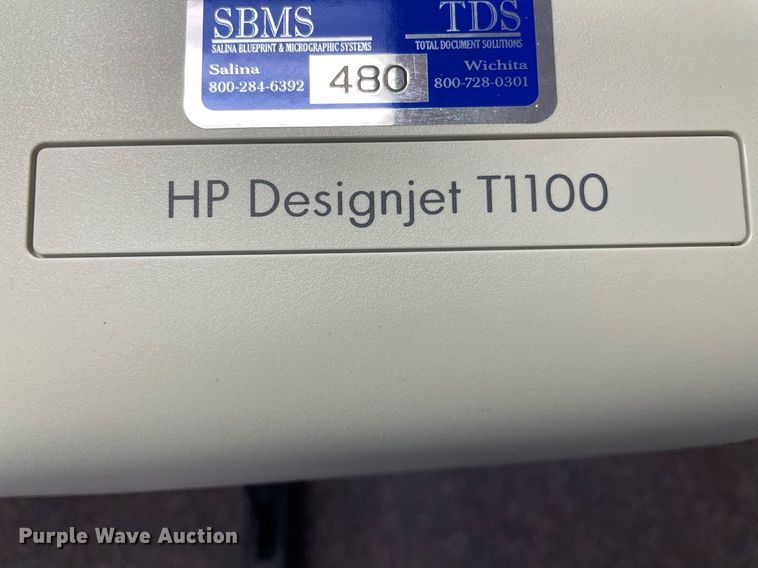 SBMS TDS
SALINA BLUEPRINT & MICROGRAPHIC SYSTEMS TOTAL DOCUMENT SOLUTIONS
Salina Wichita
800-284-6392 480 800-728-0301
HP Designjet T1100
Purple Wave Auction